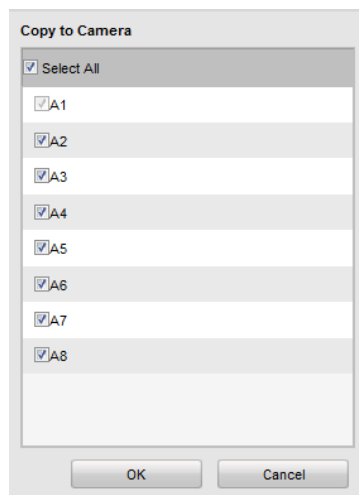 Copy to Camera
Select All
A1
A2
A3
A4
A5
A6
A7
A8
OK Cancel